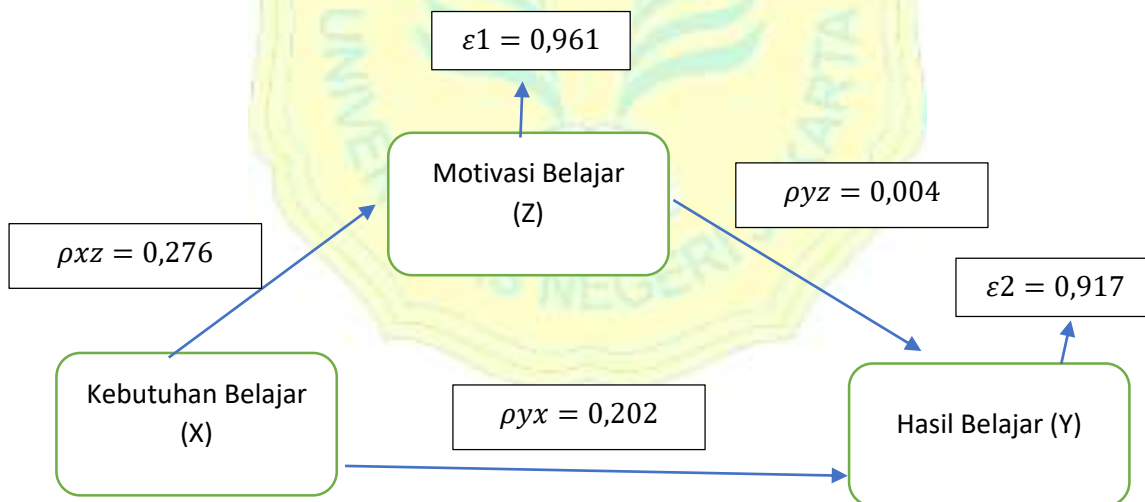 ε1 = 0,961
Motivasi Belajar
(Z)
ρyz = 0,004
ρxz = 0,276
ε2 = 0,917
Kebutuhan Belajar
(X)
ρyx = 0,202
Hasil Belajar (Y)